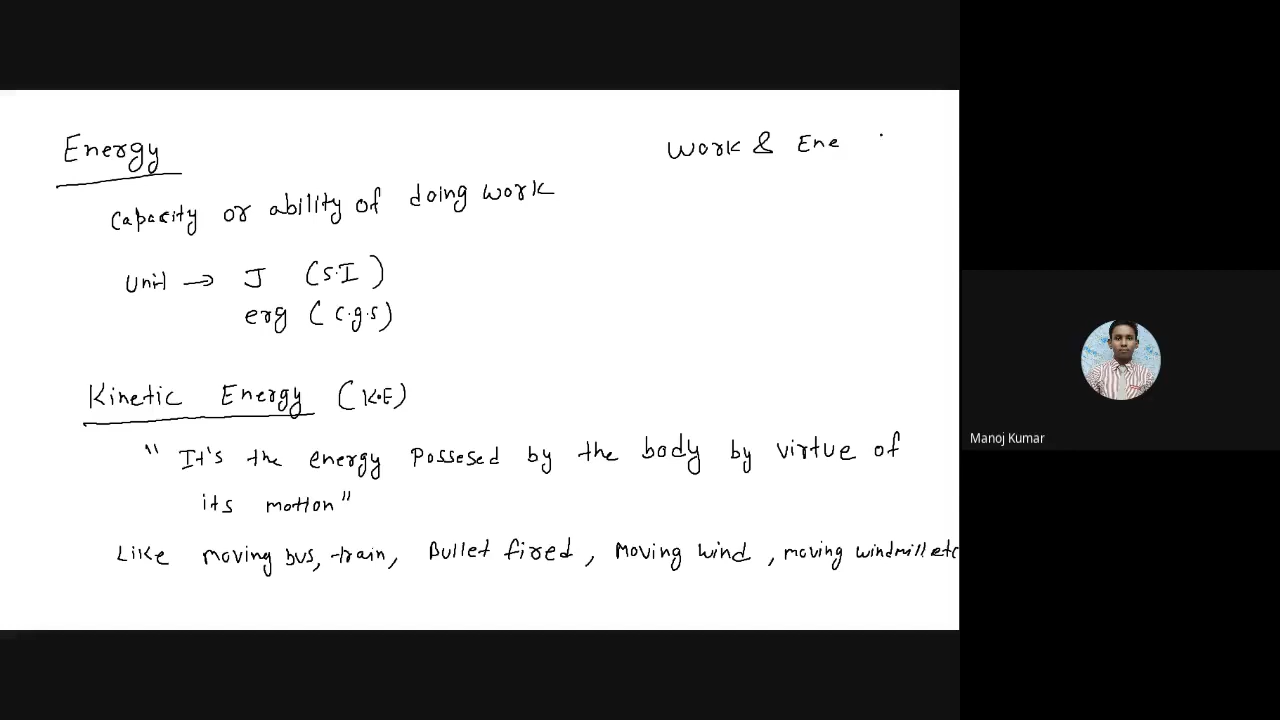 Energy
Work & Ene
Capacity or ability of doing work
Unit → J (S.I)
erg (c.g.s)
Kinetic Energy (K.E)
"It's the energy possesed by the body by virtue of
its motion"
Like moving bus, train, Bullet fired, Moving wind, moving windmill etc
Manoj Kumar